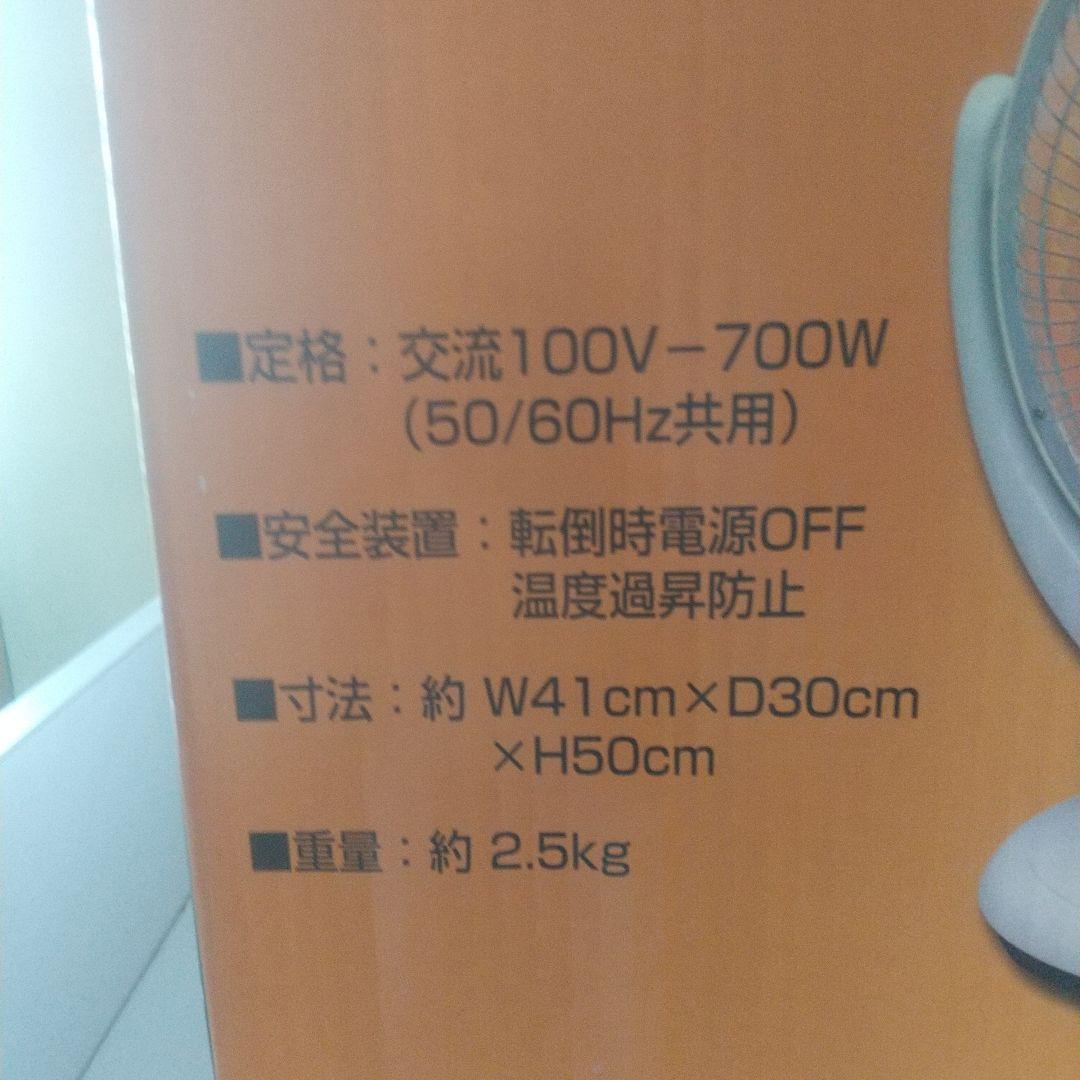 ■定格：交流100V－700W
（50/60Hz共用）
■安全装置：転倒時電源OFF
温度過昇防止
■寸法：約 W41cm×D30cm
×H50cm
■重量：約 2.5kg